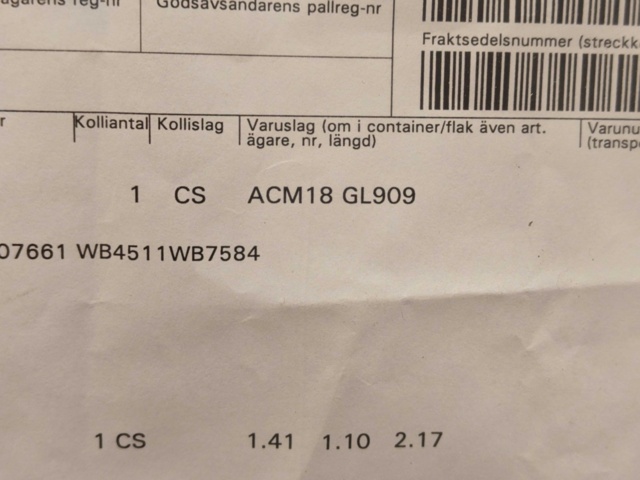 Godsavsändarens pallreg-nr
Fraktsedelsnummer
Kolliantal Kollislag Varuslag (om i container/flak även art.
ägare, nr, längd)
1 CS ACM18 GL909
07661 WB4511WB7584
1 CS 1.41 1.10 2.17